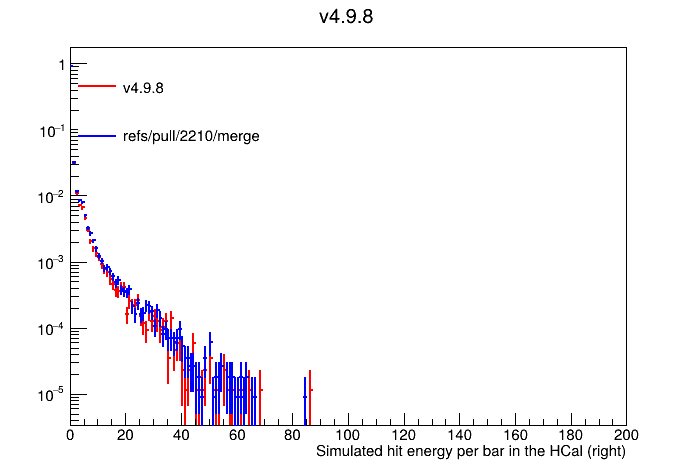 v4.9.8
1
v4.9.8
10⁻¹
refs/pull/2210/merge
10⁻²
10⁻³
10⁻⁴
10⁻⁵
0 20 40 60 80 100 120 140 160 180 200
Simulated hit energy per bar in the HCal (right)